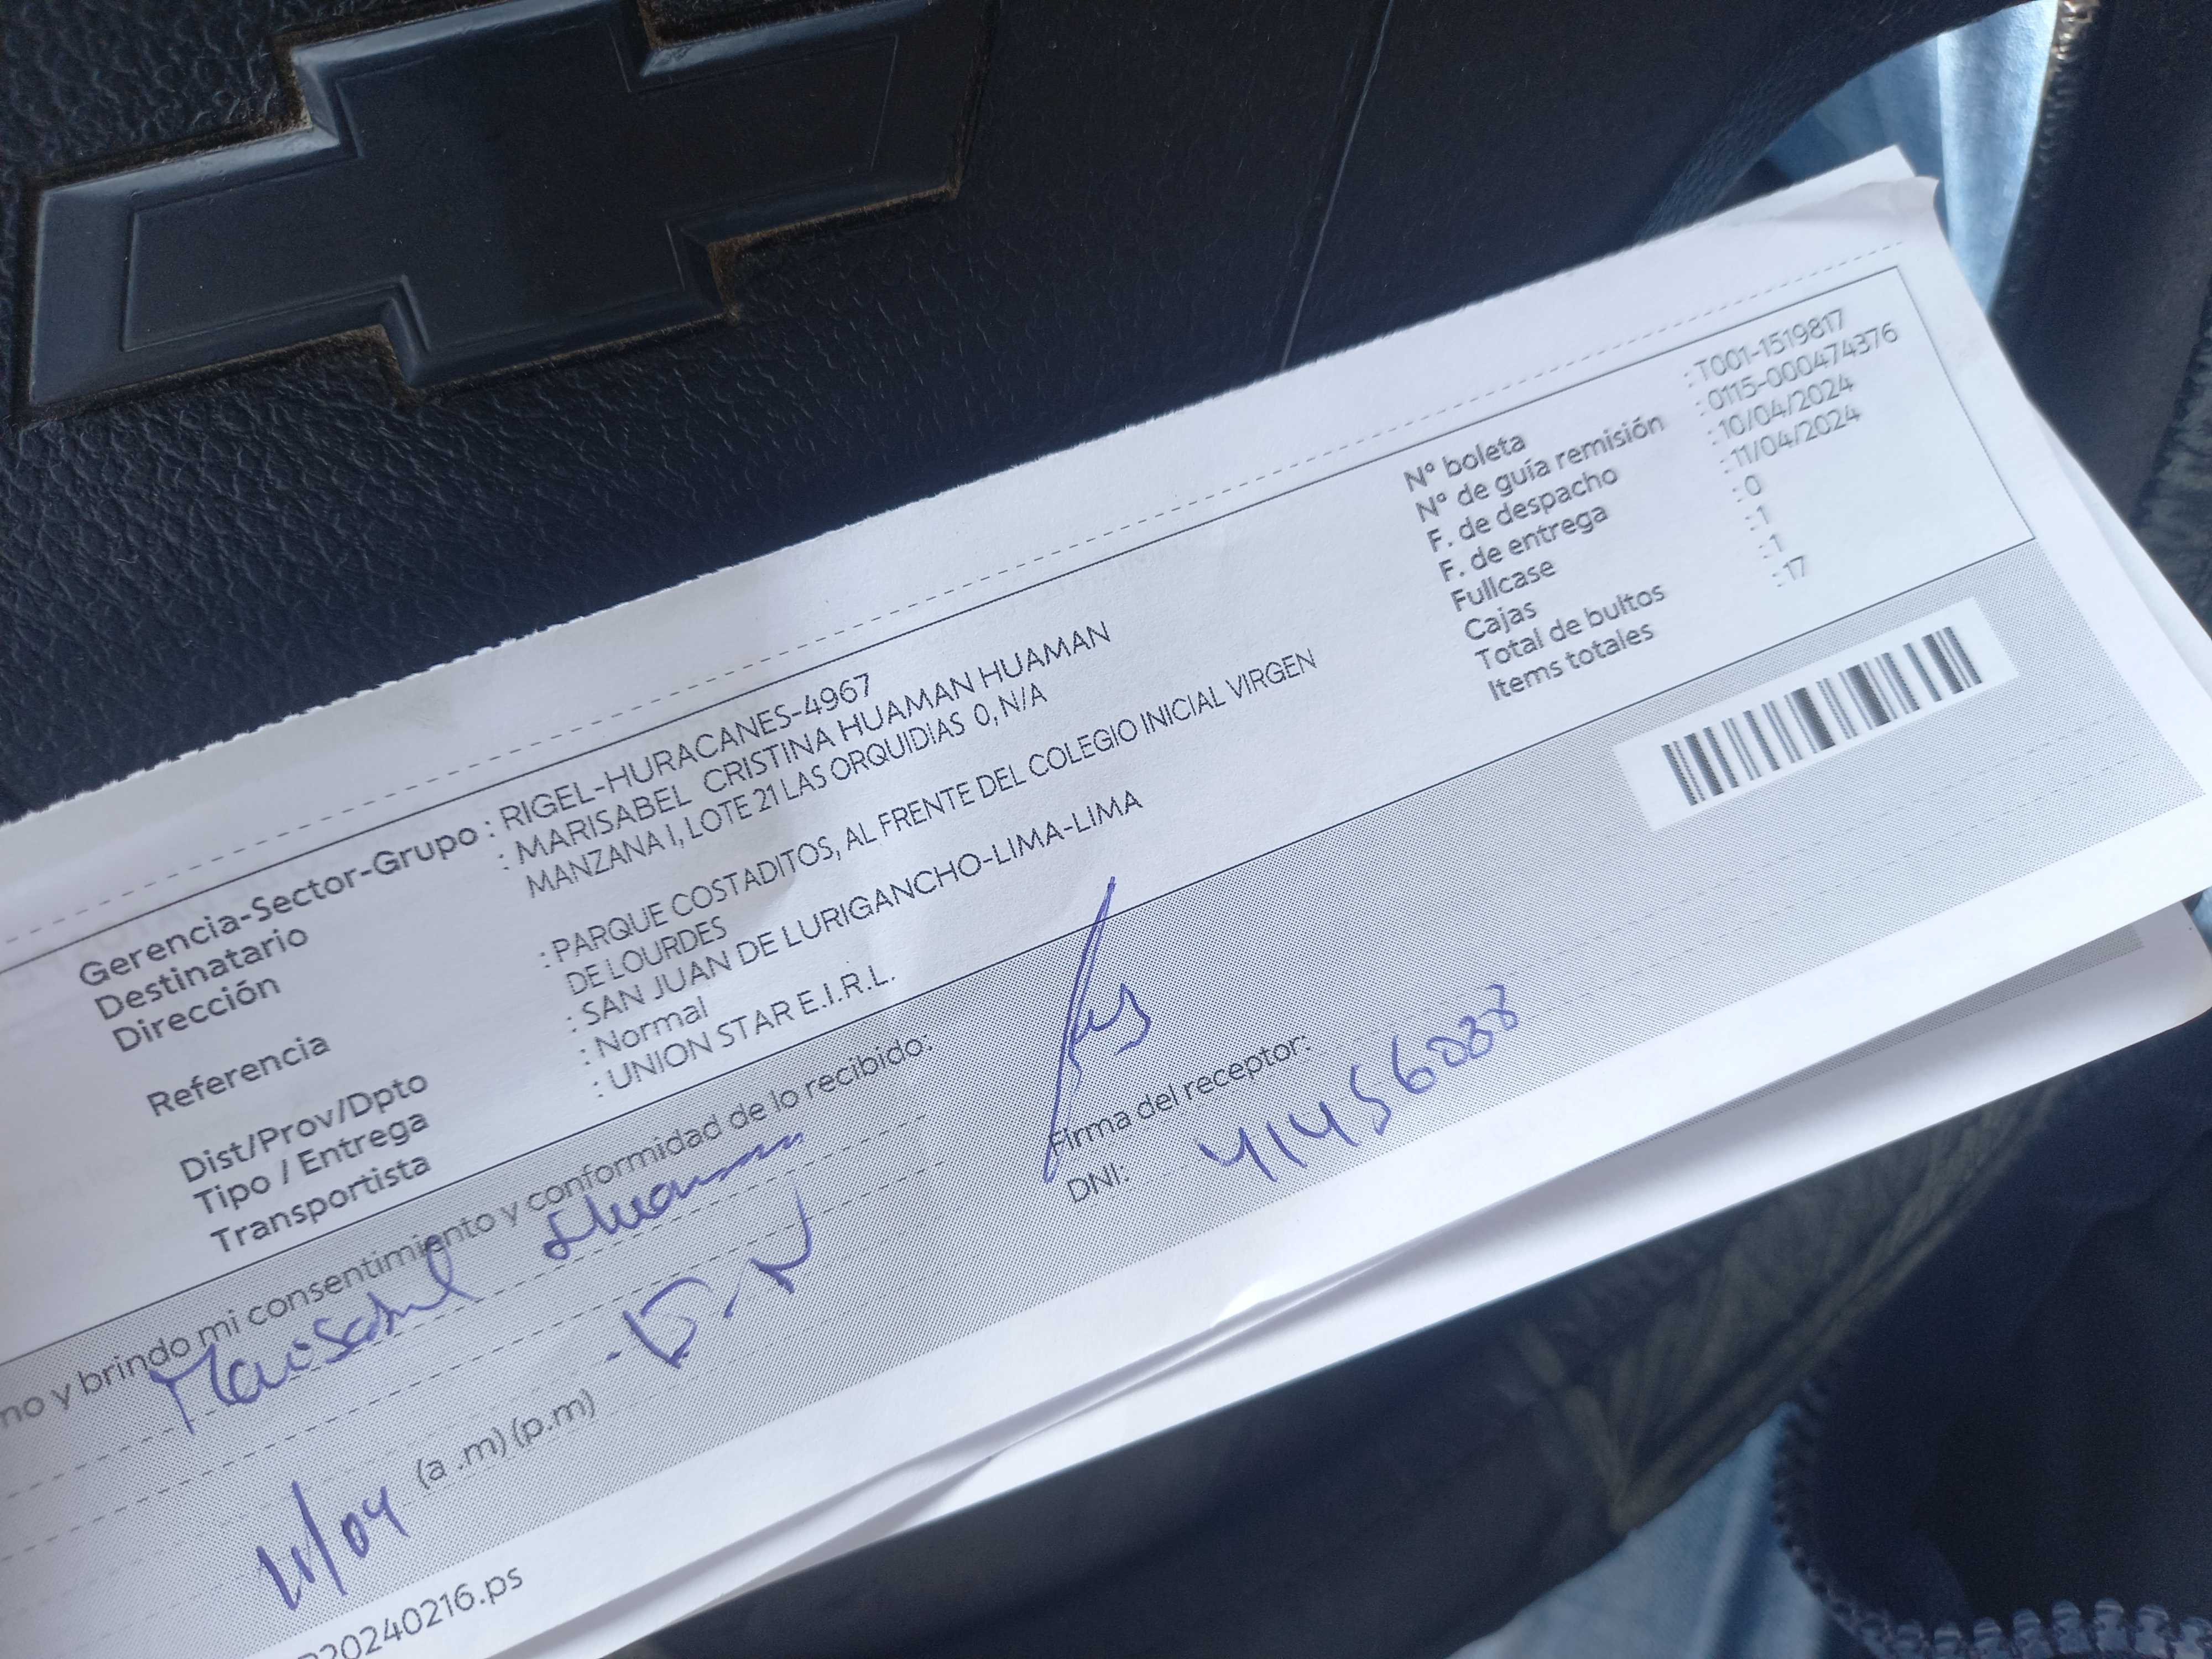 Gerencia-Sector-Grupo : RIGEL-HURACANES-4967
Destinatario : MARISABEL CRISTINA HUAMAN HUAMAN
Dirección MANZANA I, LOTE 21 LAS ORQUIDIAS 0, N/A
Referencia : PARQUE COSTADITOS, AL FRENTE DEL COLEGIO INICIAL VIRGEN
DE LOURDES
Dist/Prov/Dpto : SAN JUAN DE LURIGANCHO-LIMA-LIMA
Tipo / Entrega : Normal
Transportista : UNION STAR E.I.R.L.
N° boleta : T001-1519817
N° de guía remisión : 0115-000474376
F. de despacho : 10/04/2024
F. de entrega : 11/04/2024
Fullcase : 0
Cajas : 1
Total de bultos : 1
Items totales : 17
no y brindo mi consentimiento y conformidad de lo recibido:
Marisabel Huaman
Firma del receptor:
DNI: 41456038
11/04 (a .m) (p.m)
20240216.ps